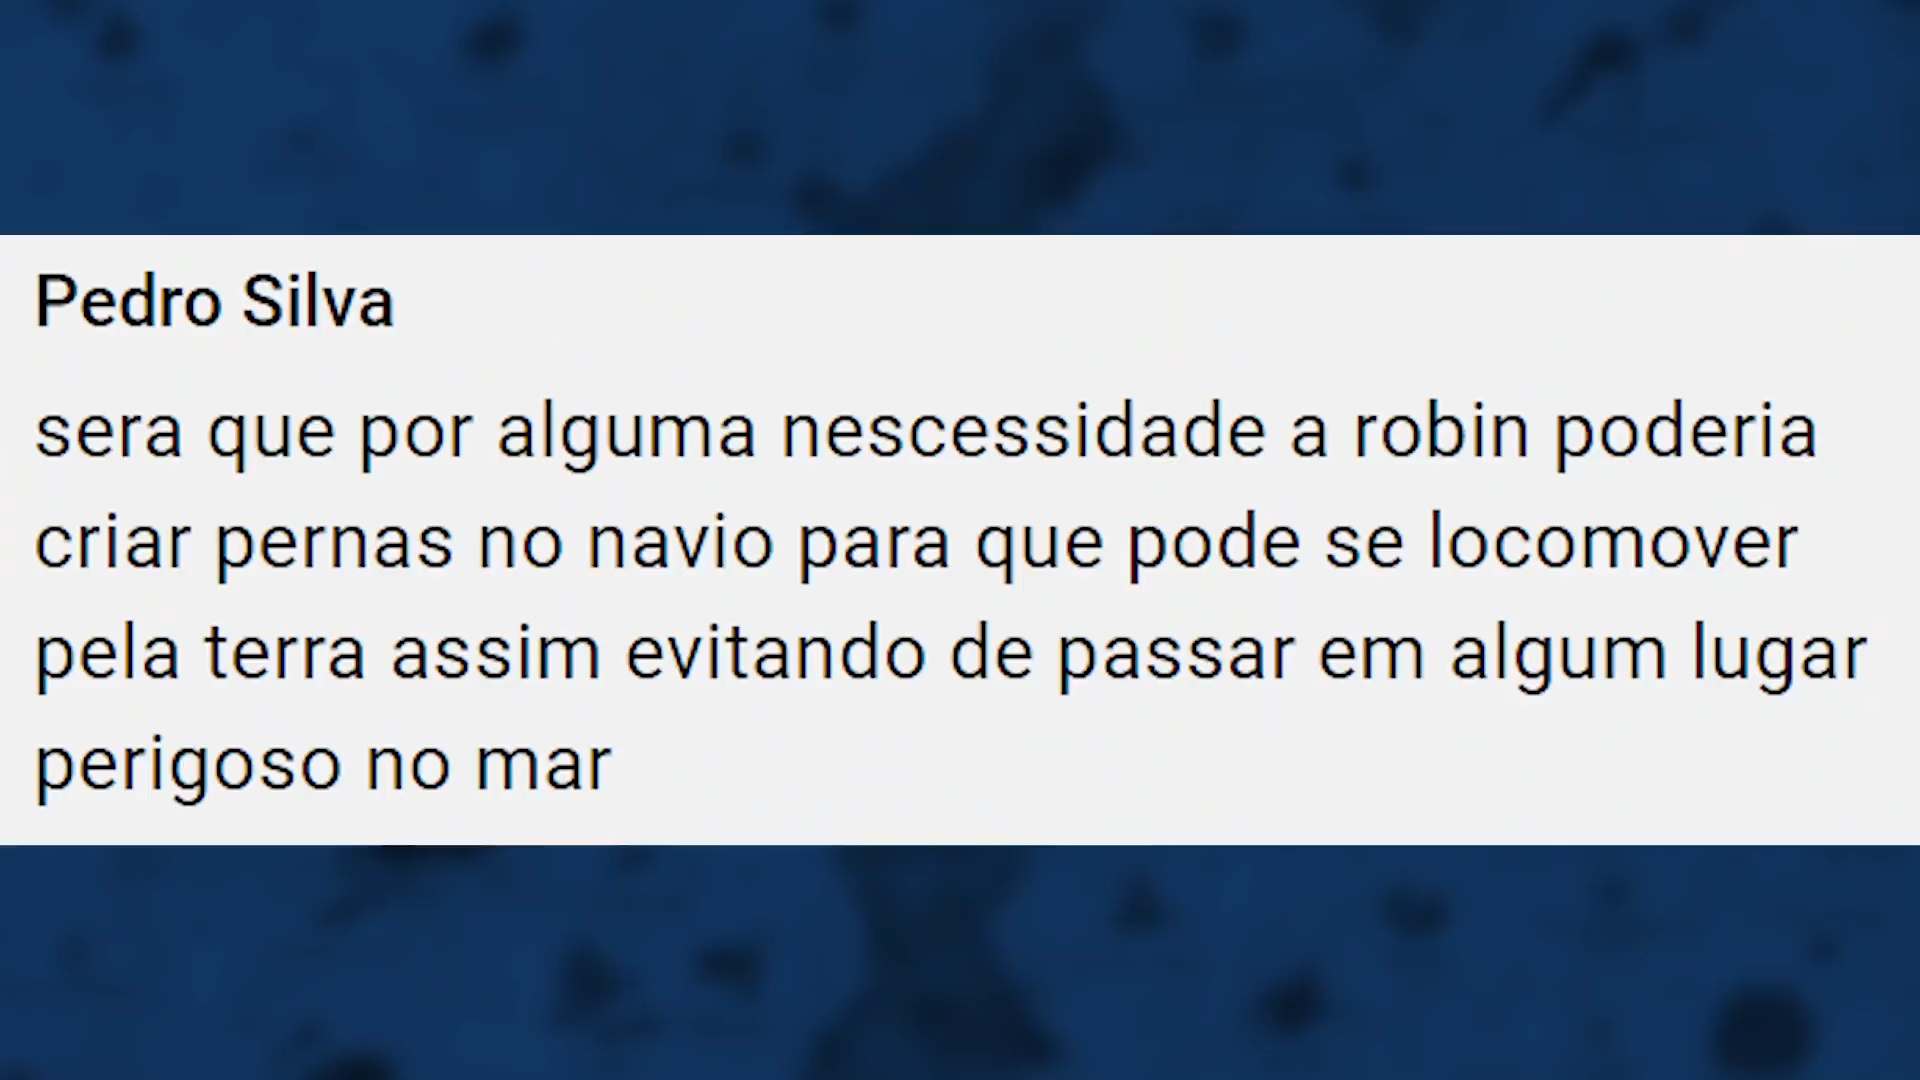 Pedro Silva
sera que por alguma nescessidade a robin poderia
criar pernas no navio para que pode se locomover
pela terra assim evitando de passar em algum lugar
perigoso no mar